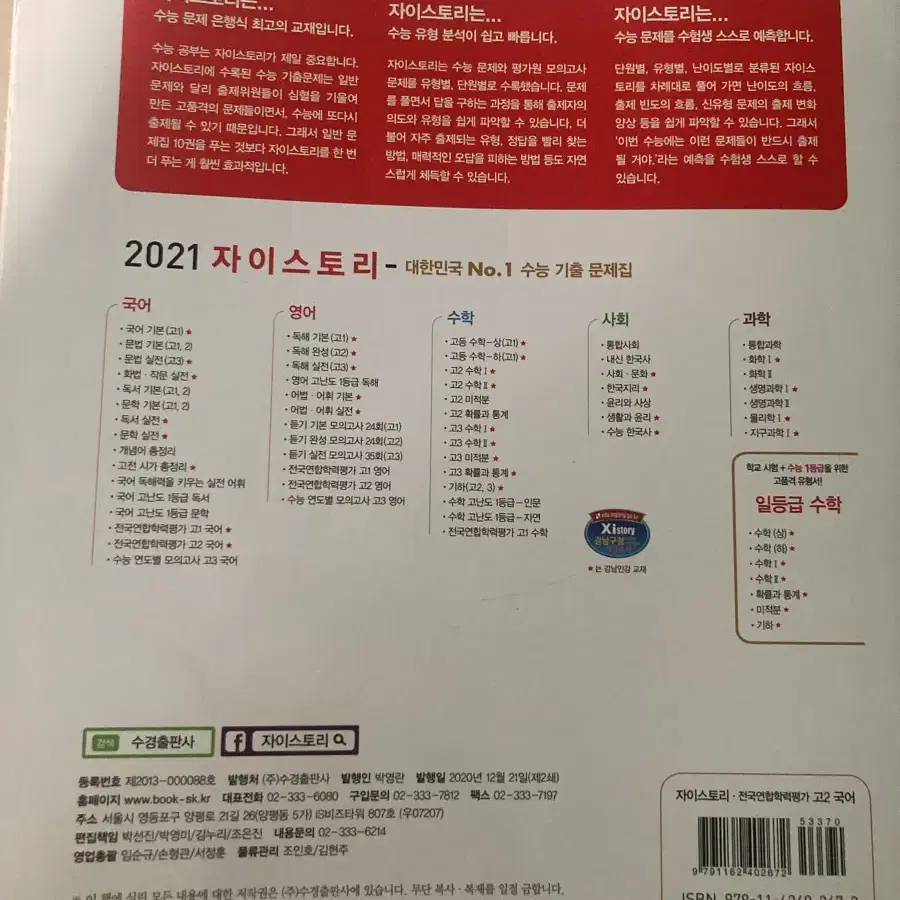 수능 문제 은행식 최고의 교재입니다.
수능 공부는 자이스토리가 제일 중요합니다.
자이스토리에 수록된 수능 기출문제는 일반
문제와 달리 출제위원들이 심혈을 기울여
만든 고품격의 문제들이면서, 수능에 또다시
출제될 수 있기 때문입니다. 그래서 일반 문
제집 10권을 푸는 것보다 자이스토리를 한 번
더 푸는 게 훨씬 효과적입니다.
자이스토리는...
수능 유형 분석이 쉽고 빠릅니다.
자이스토리는 수능 문제와 평가원 모의고사
문제를 유형별, 단원별로 수록했습니다. 문제
를 풀면서 답을 구하는 과정을 통해 출제자의
의도와 유형을 쉽게 파악할 수 있습니다. 더
불어 자주 출제되는 유형, 정답을 빨리 찾는
방법, 매력적인 오답을 피하는 방법 등도 자연
스럽게 체득할 수 있습니다.
자이스토리는...
수능 문제를 수험생 스스로 예측합니다.
단원별, 유형별, 난이도별로 분류된 자이스
토리를 차례대로 풀어 가면 난이도의 흐름,
출제 빈도의 흐름, 신유형 문제의 출제 변화
양상 등을 쉽게 파악할 수 있습니다. 그래서
'이번 수능에는 이런 문제들이 반드시 출제
될 거야.'라는 예측을 수험생 스스로 할 수
있습니다.
2021 자이스토리 - 대한민국 No.1 수능 기출 문제집
국어
• 국어 기본 (고1) ★
• 문법 기본 (고1, 2)
• 문법 실전 (고3) ★
• 화법 · 작문 실전 ★
• 독서 기본 (고1, 2)
• 문학 기본 (고1, 2)
• 독서 실전 ★
• 문학 실전 ★
• 개념어 총정리
• 고전 시가 총정리 ★
• 국어 독해력을 키우는 실전 어휘
• 국어 고난도 1등급 독서
• 국어 고난도 1등급 문학
• 전국연합학력평가 고1 국어 ★
• 전국연합학력평가 고2 국어 ★
• 수능 연도별 모의고사 고3 국어
영어
• 독해 기본 (고1) ★
• 독해 완성 (고2) ★
• 독해 실전 (고3) ★
• 영어 고난도 1등급 독해
• 어법 · 어휘 기본 ★
• 어법 · 어휘 실전 ★
• 듣기 기본 모의고사 24회(고1)
• 듣기 완성 모의고사 24회(고2)
• 듣기 실전 모의고사 35회(고3)
• 전국연합학력평가 고1 영어
• 전국연합학력평가 고2 영어
• 수능 연도별 모의고사 고3 영어
수학
• 고등 수학-상(고1) ★
• 고등 수학-하(고1) ★
• 고2 수학 Ⅰ ★
• 고2 수학 Ⅱ ★
• 고2 미적분
• 고2 확률과 통계
• 고3 수학 Ⅰ ★
• 고3 수학 Ⅱ ★
• 고3 미적분 ★
• 고3 확률과 통계 ★
• 기하(고2, 3) ★
• 수학 고난도 1등급 - 인문
• 수학 고난도 1등급 - 자연
• 전국연합학력평가 고1 수학
사회
• 통합사회
• 내신 한국사
• 사회 · 문화 ★
• 한국지리 ★
• 윤리와 사상
• 생활과 윤리 ★
• 수능 한국사 ★
Xistory
강남구청
★는 강남인강 교재
과학
• 통합과학
• 화학 Ⅰ ★
• 화학 Ⅱ
• 생명과학 Ⅰ ★
• 생명과학 Ⅱ
• 물리학 Ⅰ ★
• 지구과학 Ⅰ ★
학교 시험 + 수능 1등급을 위한
고품격 유형서!
일등급 수학
• 수학 (상) ★
• 수학 (하) ★
• 수학 Ⅰ ★
• 수학 Ⅱ ★
• 확률과 통계 ★
• 미적분 ★
• 기하 ★
검색 수경출판사 f 자이스토리
등록번호 제2013-000088호 발행처 (주)수경출판사 발행인 박영란 발행일 2020년 12월 21일(제2쇄)
홈페이지 www.book-sk.kr 대표전화 02-333-6080 구입문의 02-333-7812 팩스 02-333-7197
주소 서울시 영등포구 양평로 21길 26(양평동 5가) IS비즈타워 807호 (우07207)
편집책임 박선진/박영미/김누리/조은진 내용문의 02-333-6214
영업총괄 임순규/손형관/서정훈 물류관리 조인호/김현주
※ 이 책에 실린 모든 내용에 대한 저작권은 (주)수경출판사에 있습니다. 무단 복사 · 복제를 일절 금합니다.
자이스토리 · 전국연합학력평가 고2 국어
53370
9 791162 402672